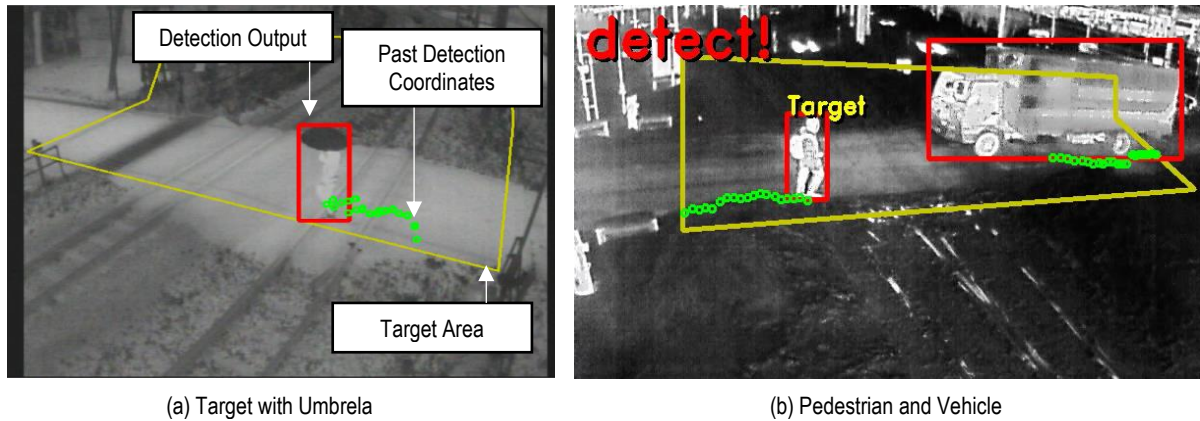 Detection Output
Past Detection
Coordinates
Target Area
detect!
Target
(a) Target with Umbrela
(b) Pedestrian and Vehicle